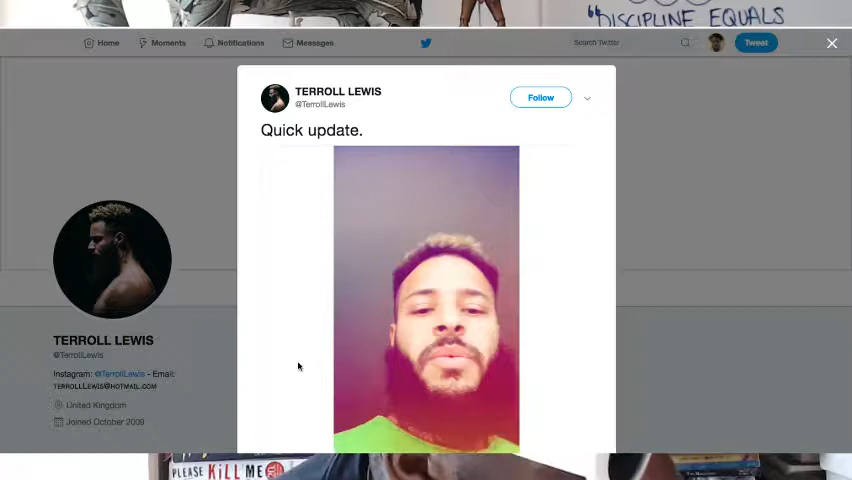 "DISCIPLINE EQUALS
Home
Moments
Notifications
Messages
Search Twitter
Tweet
TERROLL LEWIS
@TerrollLewis
Follow
Quick update.
TERROLL LEWIS
@TerrollLewis
Instagram: @TerrollLewis - Email:
TERROLLLEWIS@HOTMAIL.COM
United Kingdom
Joined October 2009
PLEASE KILL ME